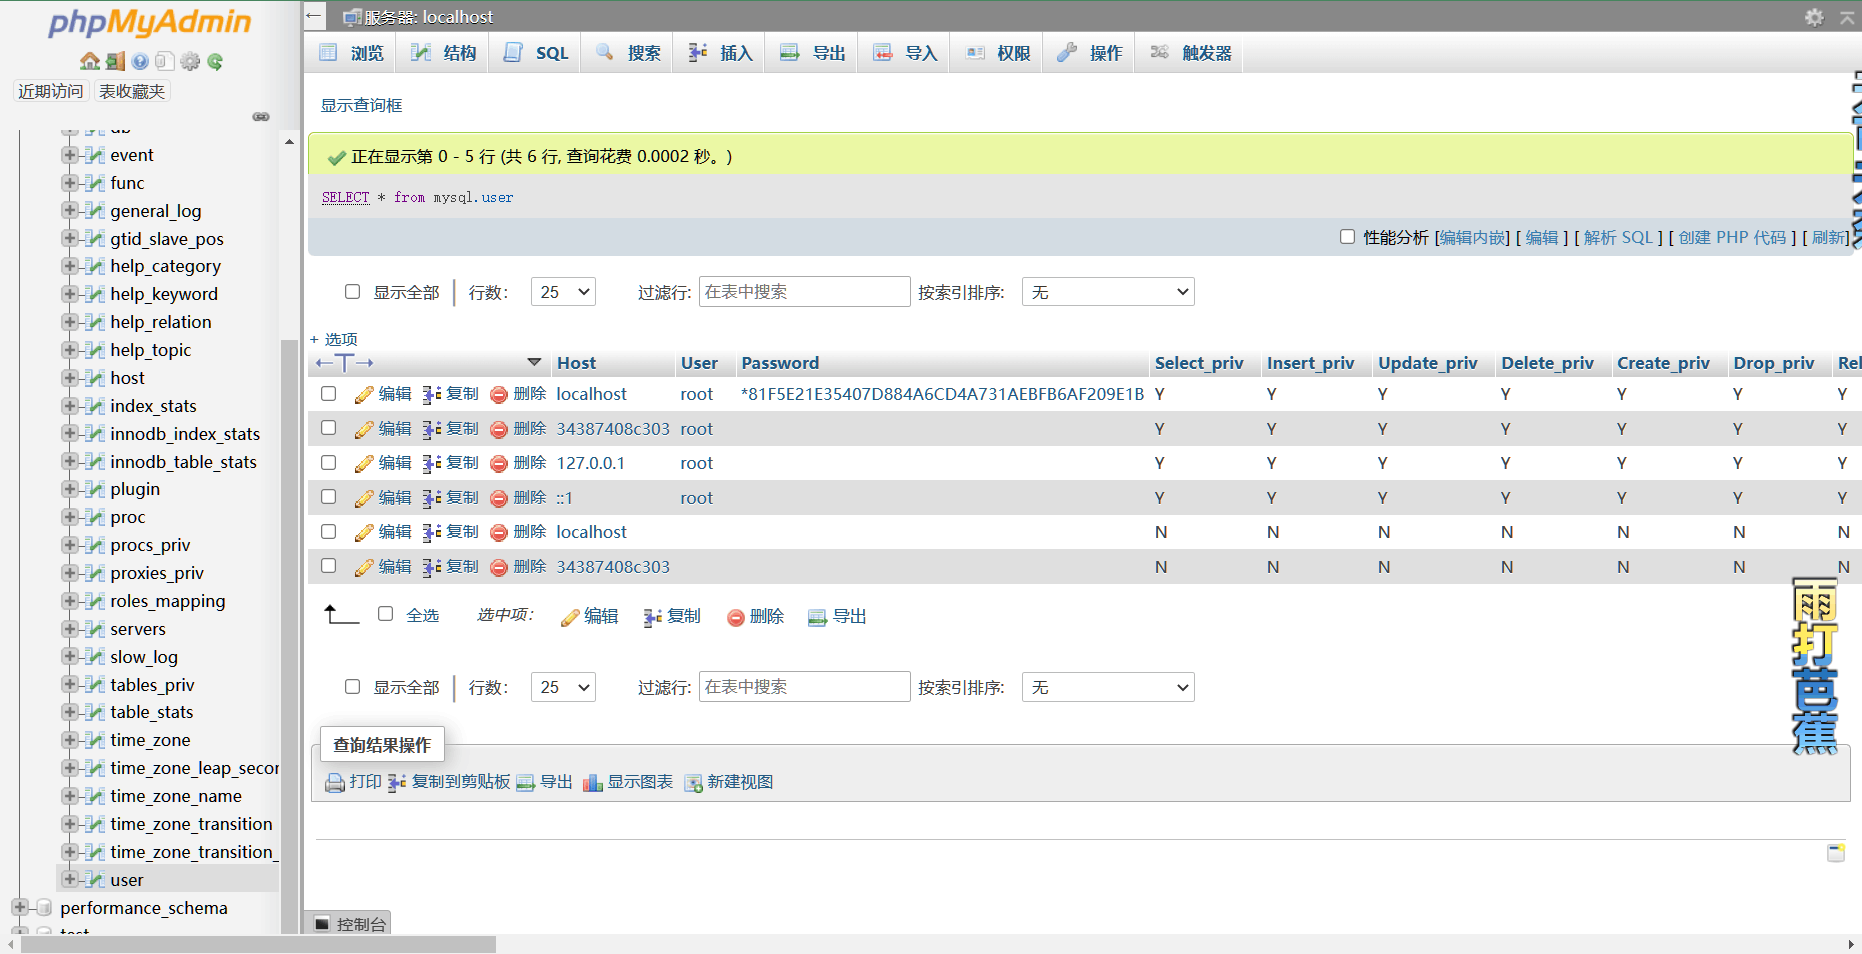 phpMyAdmin
近期访问 表收藏夹
event
func
general_log
gtid_slave_pos
help_category
help_keyword
help_relation
help_topic
host
index_stats
innodb_index_stats
innodb_table_stats
plugin
proc
procs_priv
proxies_priv
roles_mapping
servers
slow_log
tables_priv
table_stats
time_zone
time_zone_leap_secon
time_zone_name
time_zone_transition
time_zone_transition_
user
performance_schema
test
服务器: localhost
浏览 结构 SQL 搜索 插入 导出 导入 权限 操作 触发器
显示查询框
正在显示第 0 - 5 行 (共 6 行, 查询花费 0.0002 秒。)
SELECT * from mysql.user
性能分析 [编辑内嵌] [ 编辑 ] [ 解析 SQL ] [ 创建 PHP 代码 ] [ 刷新]
显示全部 行数: 25 过滤行: 在表中搜索 按索引排序: 无
+ 选项
←T→ Host User Password Select_priv Insert_priv Update_priv Delete_priv Create_priv Drop_priv Rel
编辑 复制 删除 localhost root *81F5E21E35407D884A6CD4A731AEBFB6AF209E1B Y Y Y Y Y Y Y
编辑 复制 删除 34387408c303 root Y Y Y Y Y Y Y
编辑 复制 删除 127.0.0.1 root Y Y Y Y Y Y Y
编辑 复制 删除 ::1 root Y Y Y Y Y Y Y
编辑 复制 删除 localhost N N N N N N N
编辑 复制 删除 34387408c303 N N N N N N N
全选 选中项: 编辑 复制 删除 导出
显示全部 行数: 25 过滤行: 在表中搜索 按索引排序: 无
查询结果操作
打印 复制到剪贴板 导出 显示图表 新建视图
控制台
雨打芭蕉